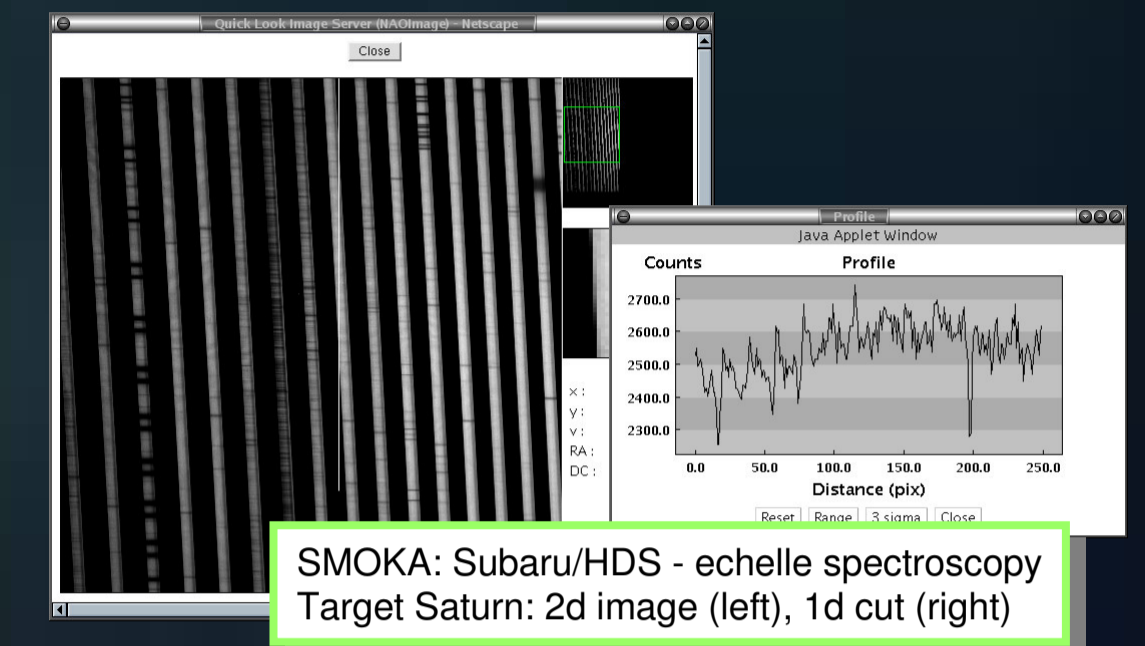 Quick Look Image Server (NAOImage) - Netscape
Close
x :
y :
v :
RA :
DC :
Profile
Java Applet Window
Counts
Profile
2700.0
2600.0
2500.0
2400.0
2300.0
0.0 50.0 100.0 150.0 200.0 250.0
Distance (pix)
Reset Range 3 sigma Close
SMOKA: Subaru/HDS - echelle spectroscopy
Target Saturn: 2d image (left), 1d cut (right)